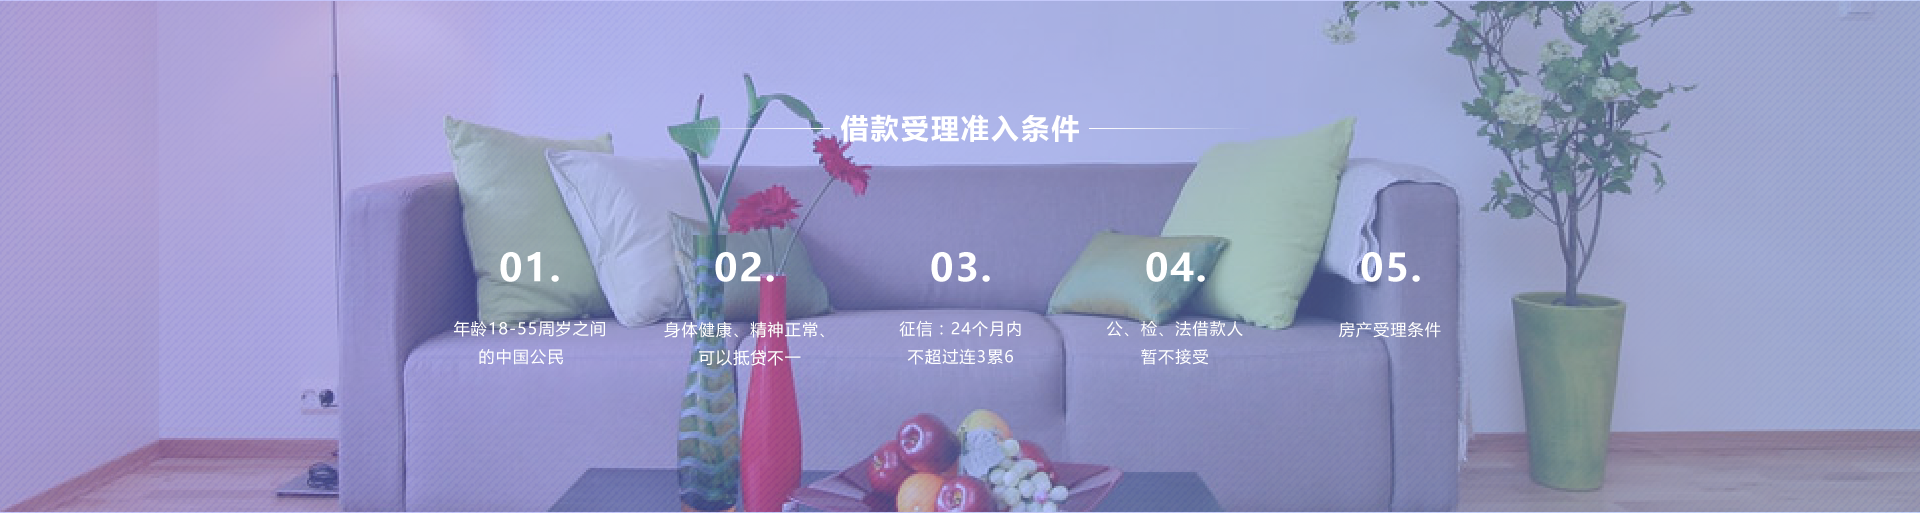 借款受理准入条件
01.
年龄18-55周岁之间
的中国公民
02.
身体健康、精神正常、
可以抵贷不一
03.
征信：24个月内
不超过连3累6
04.
公、检、法借款人
暂不接受
05.
房产受理条件